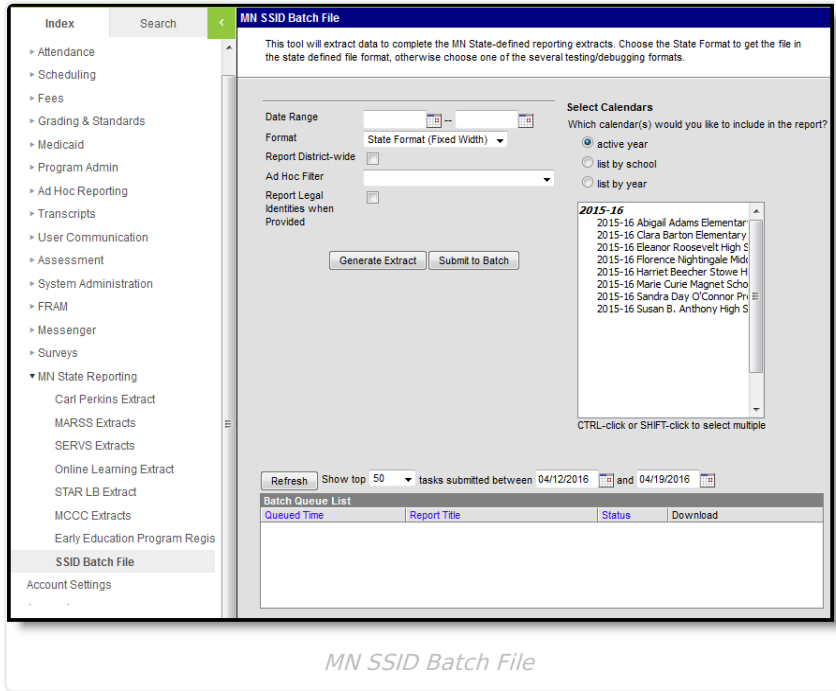 Index
Search
MN SSID Batch File
This tool will extract data to complete the MN State-defined reporting extracts. Choose the State Format to get the file in
the state defined file format, otherwise choose one of the several testing/debugging formats.
Attendance
Scheduling
Fees
Grading & Standards
Medicaid
Program Admin
Ad Hoc Reporting
Transcripts
User Communication
Assessment
System Administration
FRAM
Messenger
Surveys
MN State Reporting
Carl Perkins Extract
MARSS Extracts
SERVS Extracts
Online Learning Extract
STAR LB Extract
MCCC Extracts
Early Education Program Regis
SSID Batch File
Account Settings
Date Range --
Format State Format (Fixed Width)
Report District-wide
Ad Hoc Filter
Report Legal
Identities when
Provided
Generate Extract Submit to Batch
Select Calendars
Which calendar(s) would you like to include in the report?
active year
list by school
list by year
2015-16
2015-16 Abigail Adams Elementar
2015-16 Clara Barton Elementary
2015-16 Eleanor Roosevelt High S
2015-16 Florence Nightingale Midd
2015-16 Harriet Beecher Stowe H
2015-16 Marie Curie Magnet Scho
2015-16 Sandra Day O'Connor Pr
2015-16 Susan B. Anthony High S
CTRL-click or SHIFT-click to select multiple
Refresh Show top 50 tasks submitted between 04/12/2016 and 04/19/2016
Batch Queue List
Queued Time Report Title Status Download
MN SSID Batch File